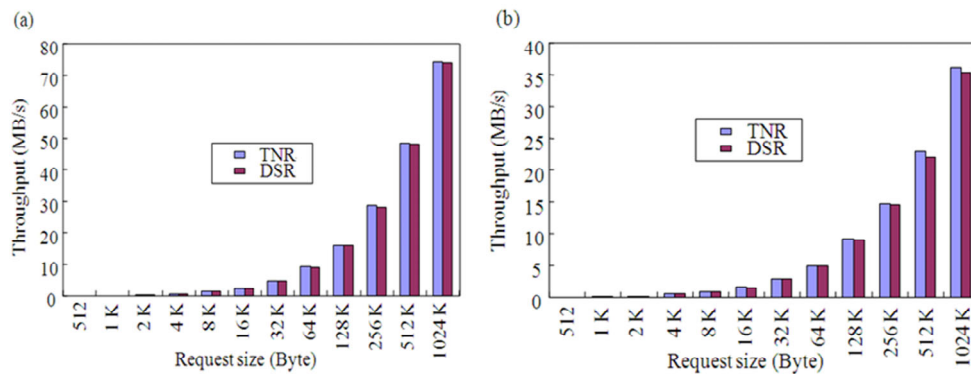 (a)
80
70
60
50
40
30
20
10
0
Throughput (MB/s)
TNR
DSR
512
1 K
2 K
4 K
8 K
16 K
32 K
64 K
128 K
256 K
512 K
1024 K
Request size (Byte)
(b)
40
35
30
25
20
15
10
5
0
Throughput (MB/s)
TNR
DSR
512
1 K
2 K
4 K
8 K
16 K
32 K
64 K
128 K
256 K
512 K
1024 K
Request size (Byte)